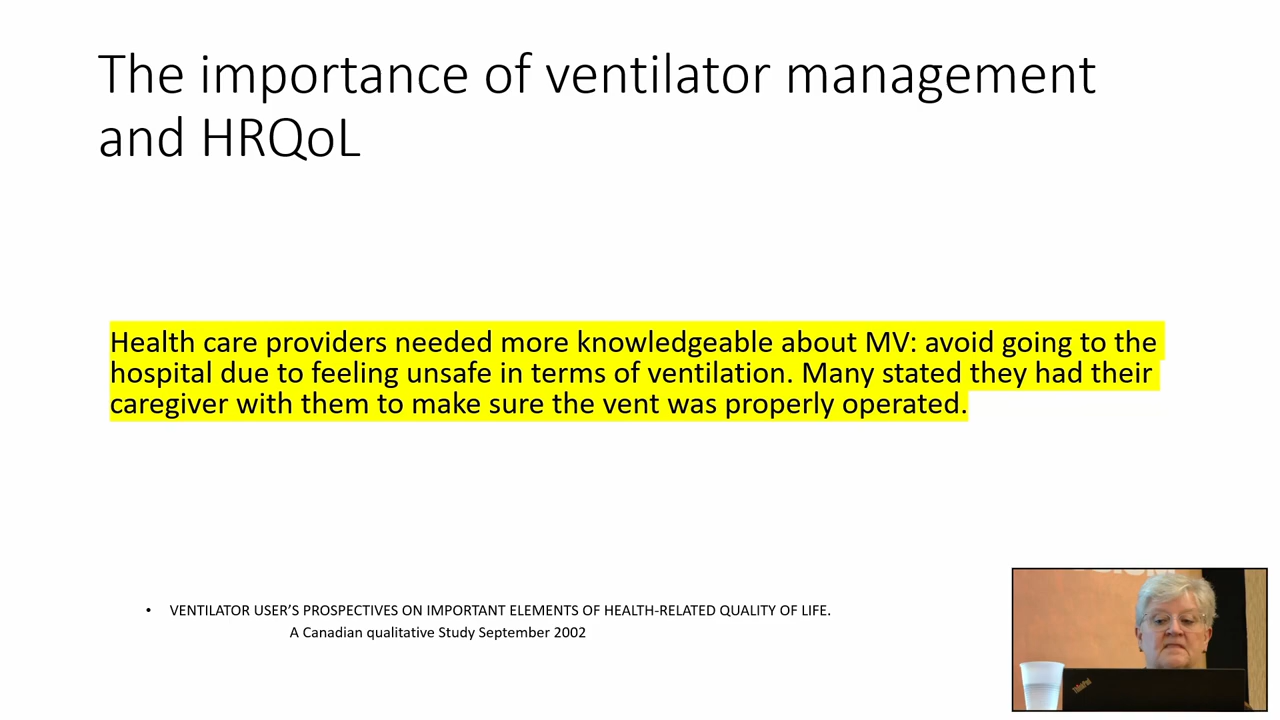 The importance of ventilator management
and HRQoL
Health care providers needed more knowledgeable about MV: avoid going to the
hospital due to feeling unsafe in terms of ventilation. Many stated they had their
caregiver with them to make sure the vent was properly operated.
• VENTILATOR USER'S PROSPECTIVES ON IMPORTANT ELEMENTS OF HEALTH-RELATED QUALITY OF LIFE.
A Canadian qualitative Study September 2002
ThinkPad